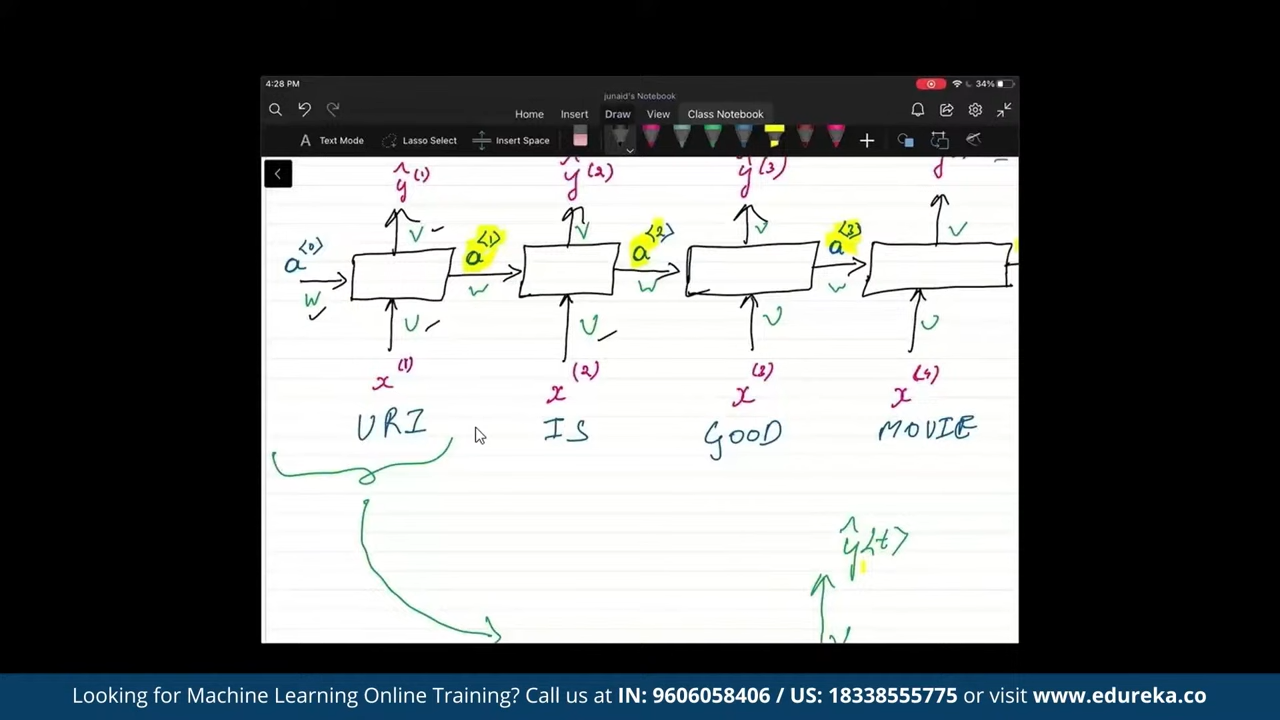 4:28 PM
34%
junaid's Notebook
Home Insert Draw View Class Notebook
Text Mode Lasso Select Insert Space
ŷ(1) ŷ(2) ŷ(3)
V V V V
a<0> a<1> a<2> a<3>
W W W W
U U U U
x(1) x(2) x(3) x(4)
URI IS GOOD MOVIE
ŷ<t>
V
Looking for Machine Learning Online Training? Call us at IN: 9606058406 / US: 18338555775 or visit www.edureka.co